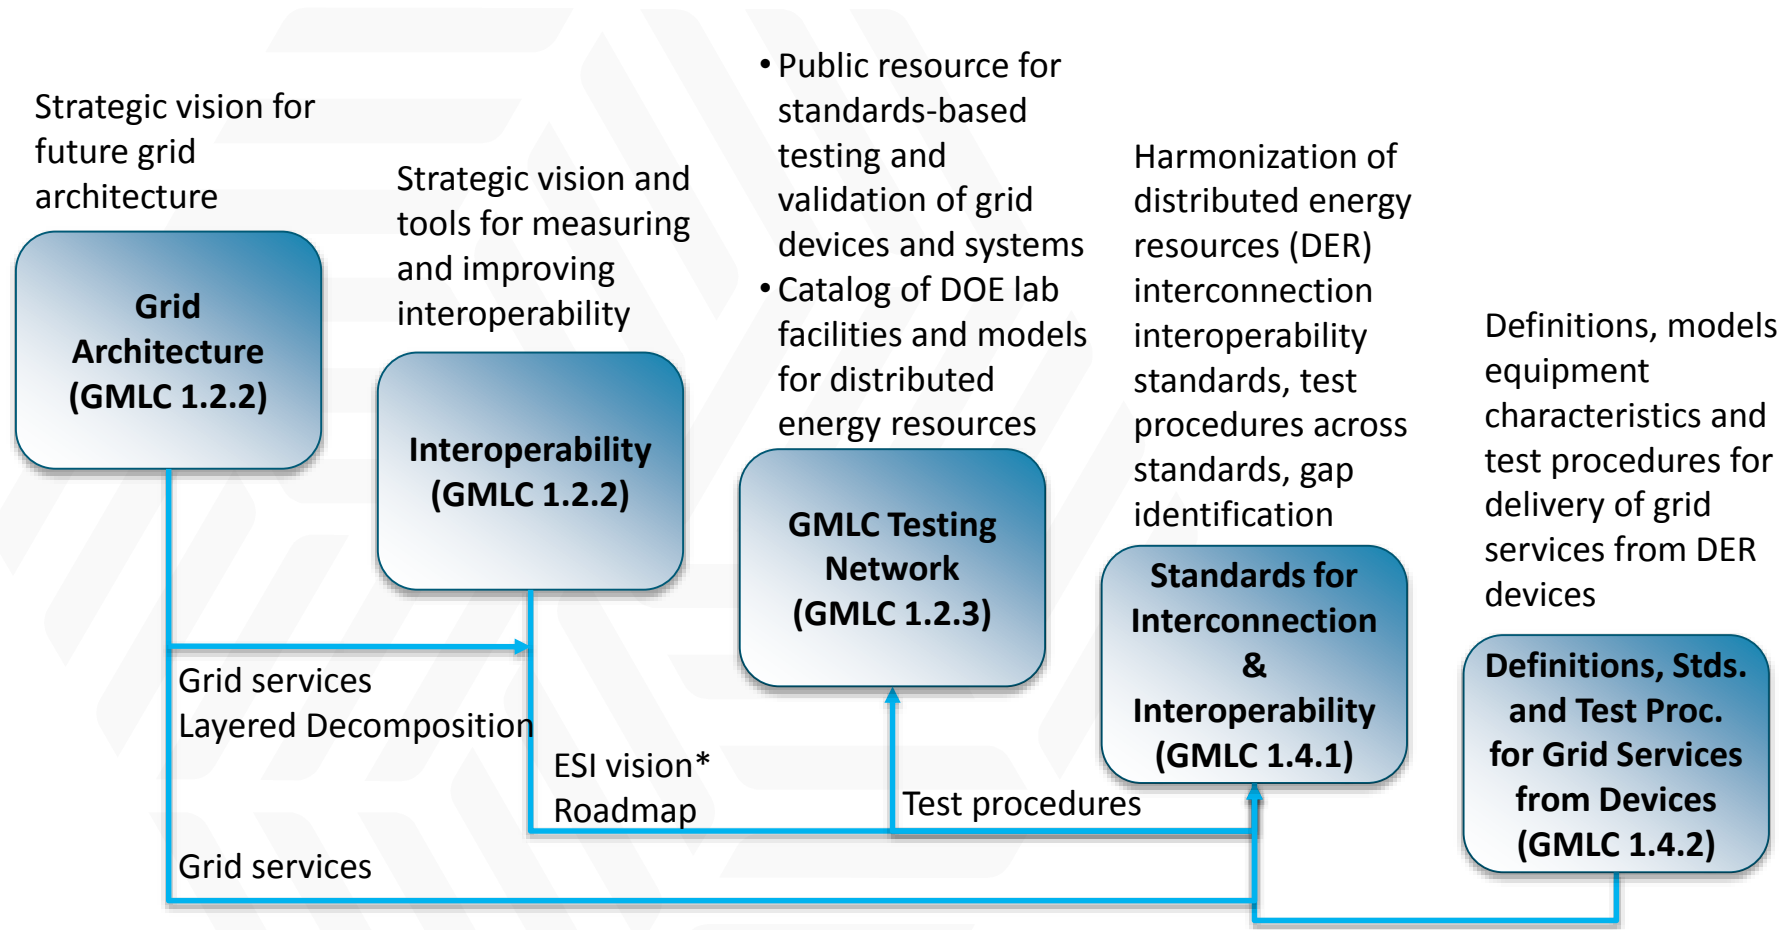 Strategic vision for
future grid
architecture
Grid
Architecture
(GMLC 1.2.2)
Strategic vision and
tools for measuring
and improving
interoperability
Interoperability
(GMLC 1.2.2)
• Public resource for
standards-based
testing and
validation of grid
devices and systems
• Catalog of DOE lab
facilities and models
for distributed
energy resources
GMLC Testing
Network
(GMLC 1.2.3)
Harmonization of
distributed energy
resources (DER)
interconnection
interoperability
standards, test
procedures across
standards, gap
identification
Standards for
Interconnection
&
Interoperability
(GMLC 1.4.1)
Definitions, models
equipment
characteristics and
test procedures for
delivery of grid
services from DER
devices
Definitions, Stds.
and Test Proc.
for Grid Services
from Devices
(GMLC 1.4.2)
Grid services
Layered Decomposition
ESI vision*
Roadmap
Test procedures
Grid services